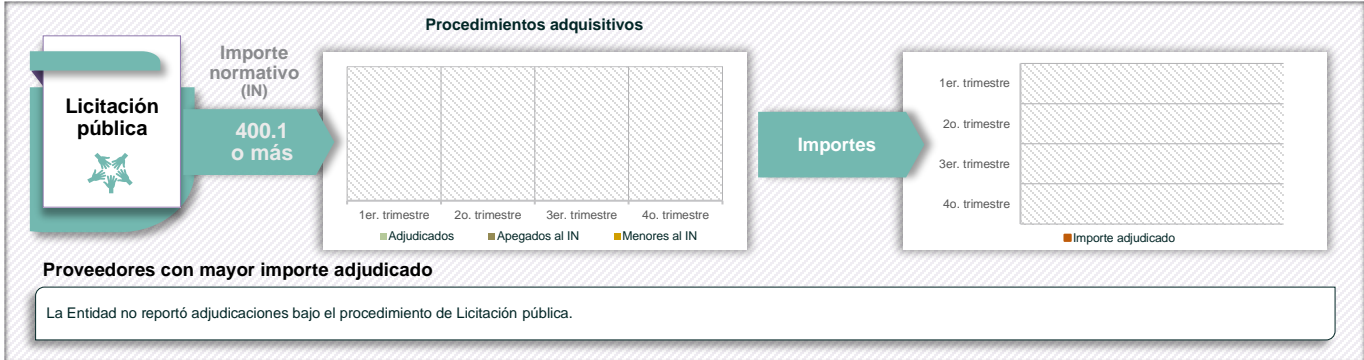 Procedimientos adquisitivos
Licitación
pública
Importe
normativo
(IN)
400.1
o más
1er. trimestre 2o. trimestre 3er. trimestre 4o. trimestre
Adjudicados Apegados al IN Menores al IN
Importes
1er. trimestre
2o. trimestre
3er. trimestre
4o. trimestre
Importe adjudicado
Proveedores con mayor importe adjudicado
La Entidad no reportó adjudicaciones bajo el procedimiento de Licitación pública.